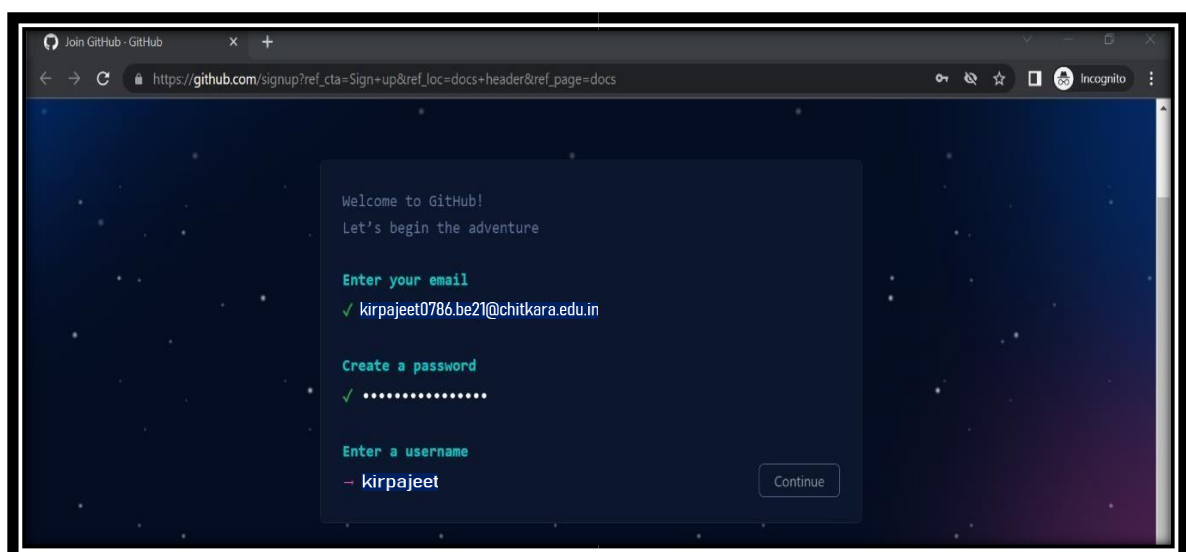 Join GitHub · GitHub
https://github.com/signup?ref_cta=Sign+up&ref_loc=docs+header&ref_page=docs
Incognito
Welcome to GitHub!
Let's begin the adventure
Enter your email
✓ kirpajeet0786.be21@chitkara.edu.in
Create a password
✓ ••••••••••••••••
Enter a username
→ kirpajeet
Continue